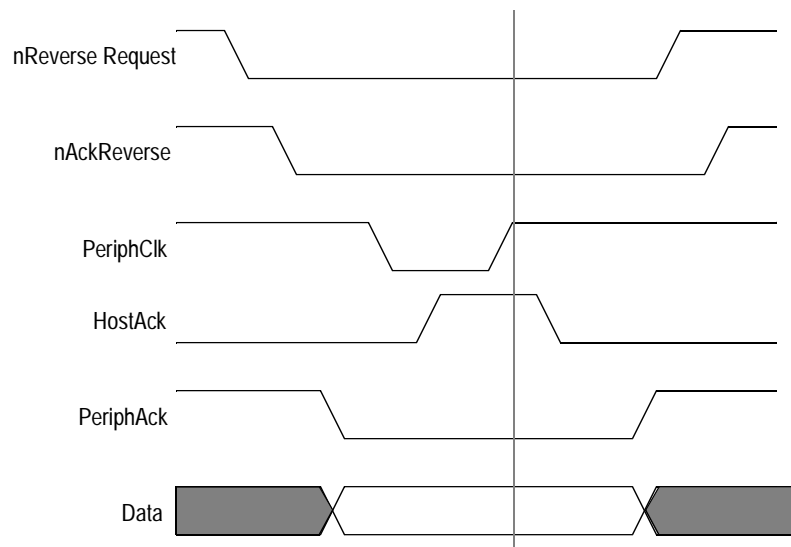 nReverse Request
nAckReverse
PeriphClk
HostAck
PeriphAck
Data